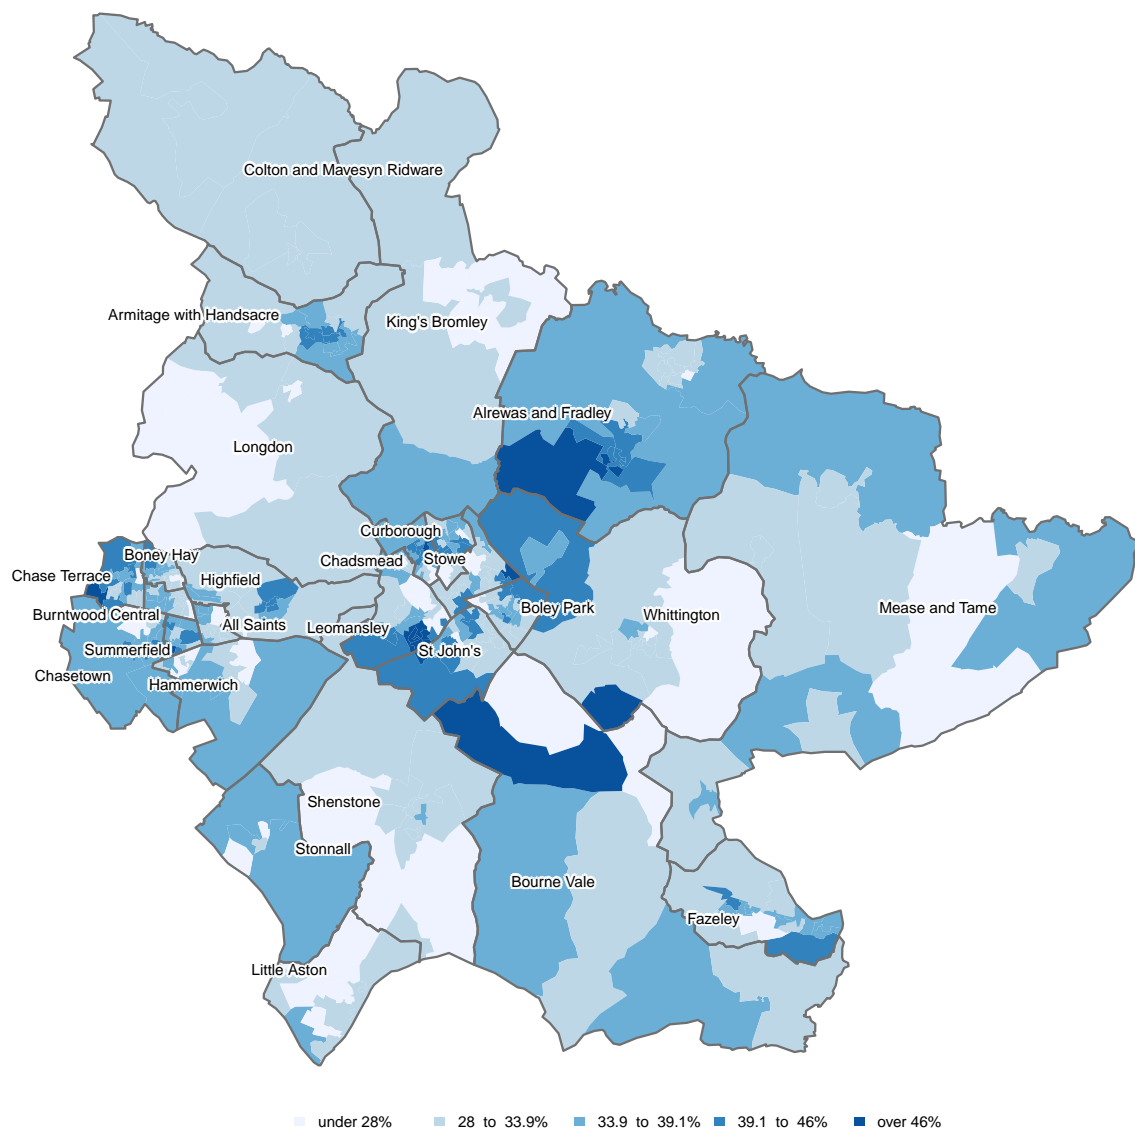 Colton and Mavesyn Ridware
Armitage with Handsacre
King's Bromley
Alrewas and Fradley
Longdon
Curborough
Boney Hay
Chadsmead
Stowe
Chase Terrace
Highfield
Burntwood Central
Boley Park
Whittington
Mease and Tame
All Saints
Leomansley
Summerfield
St John's
Chasetown
Hammerwich
Shenstone
Stonnall
Bourne Vale
Fazeley
Little Aston
under 28%
28 to 33.9%
33.9 to 39.1%
39.1 to 46%
over 46%